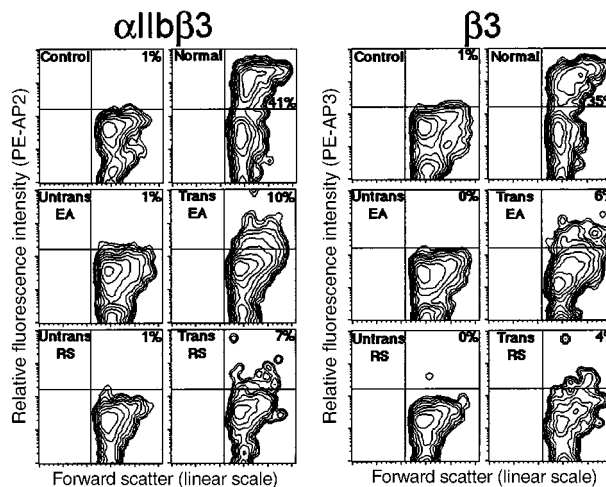 αIIbβ3
β3
Relative fluorescence intensity (PE-AP2)
Control 1%
Normal
41%
Untrans 1%
EA
Trans 10%
EA
Untrans 1%
RS
Trans 7%
RS
Forward scatter (linear scale)
Relative fluorescence intensity (PE-AP3)
Control 1%
Normal
35%
Untrans 0%
EA
Trans 6%
EA
Untrans 0%
RS
Trans 4%
RS
Forward scatter (linear scale)